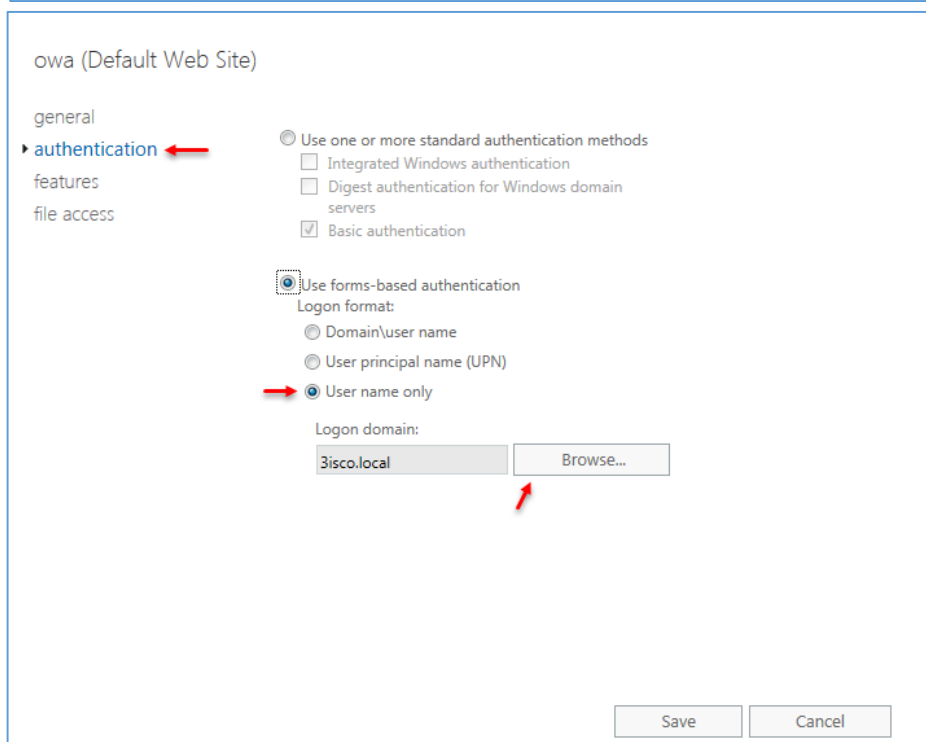 owa (Default Web Site)
general
authentication
features
file access
Use one or more standard authentication methods
Integrated Windows authentication
Digest authentication for Windows domain
servers
Basic authentication
Use forms-based authentication
Logon format:
Domain\user name
User principal name (UPN)
User name only
Logon domain:
3isco.local
Browse...
Save
Cancel